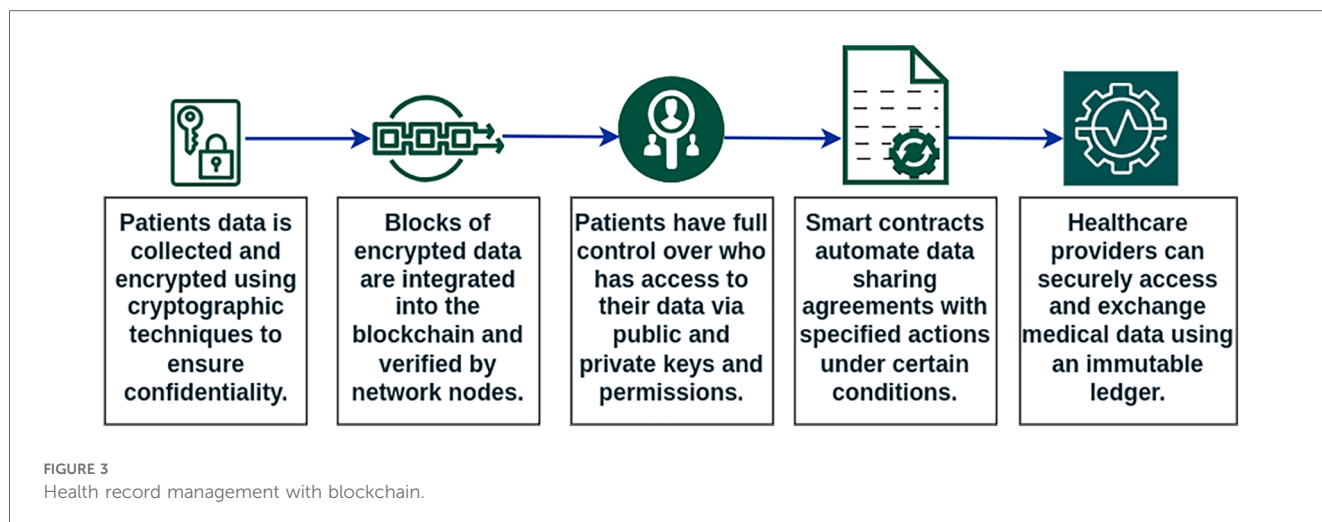 Patients data is
collected and
encrypted using
cryptographic
techniques to
ensure
confidentiality.
Blocks of
encrypted data
are integrated
into the
blockchain and
verified by
network nodes.
Patients have full
control over who
has access to
their data via
public and
private keys and
permissions.
Smart contracts
automate data
sharing
agreements with
specified actions
under certain
conditions.
Healthcare
providers can
securely access
and exchange
medical data using
an immutable
ledger.
FIGURE 3
Health record management with blockchain.